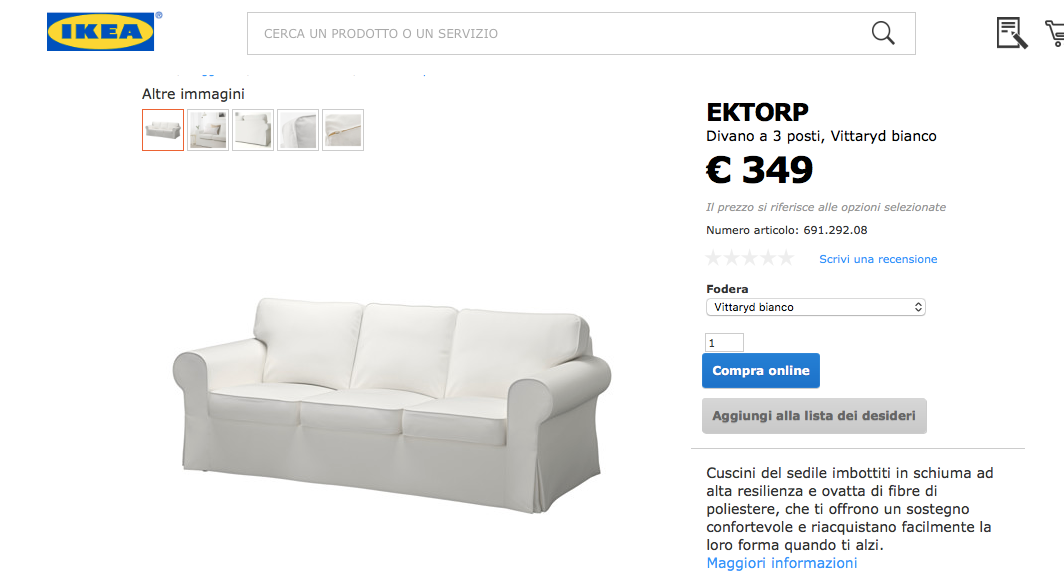 IKEA
®
CERCA UN PRODOTTO O UN SERVIZIO
Altre immagini
EKTORP
Divano a 3 posti, Vittaryd bianco
€ 349
Il prezzo si riferisce alle opzioni selezionate
Numero articolo: 691.292.08
Scrivi una recensione
Fodera
Vittaryd bianco
1
Compra online
Aggiungi alla lista dei desideri
Cuscini del sedile imbottiti in schiuma ad
alta resilienza e ovatta di fibre di
poliestere, che ti offrono un sostegno
confortevole e riacquistano facilmente la
loro forma quando ti alzi.
Maggiori informazioni